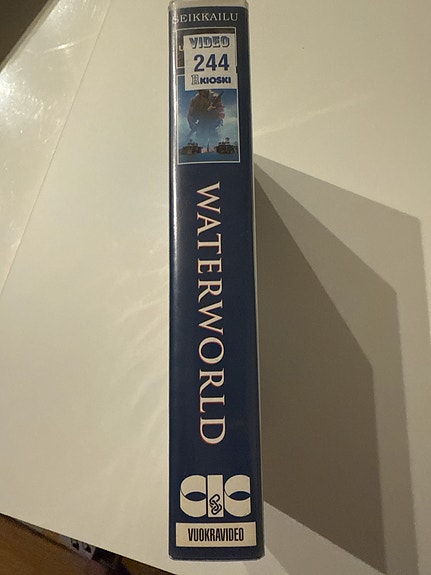 SEIKKAILU
VIDEO
244
R KIOSKI
WATERWORLD
CIC
VUOKRAVIDEO